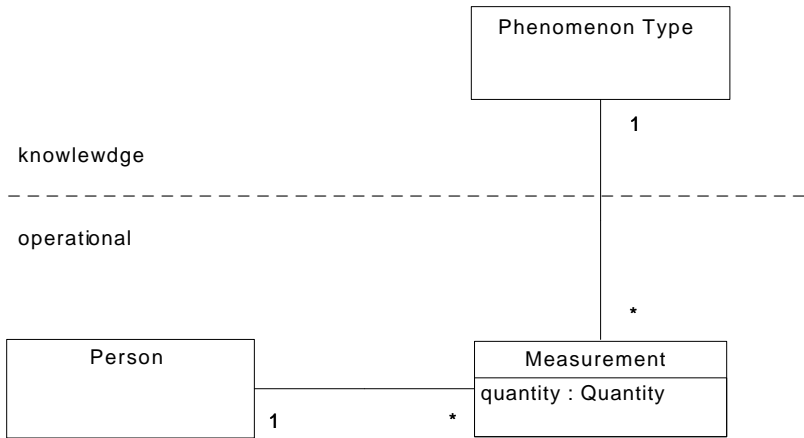 Phenomenon Type
1
knowlewdge
operational
*
Person
Measurement
quantity : Quantity
1
*